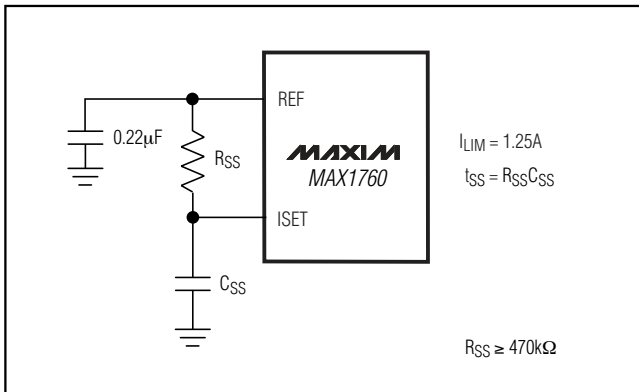 REF
0.22μF
RSS
MAXIM
MAX1760
ILIM = 1.25A
tSS = RSSCSS
ISET
CSS
RSS ≥ 470kΩ